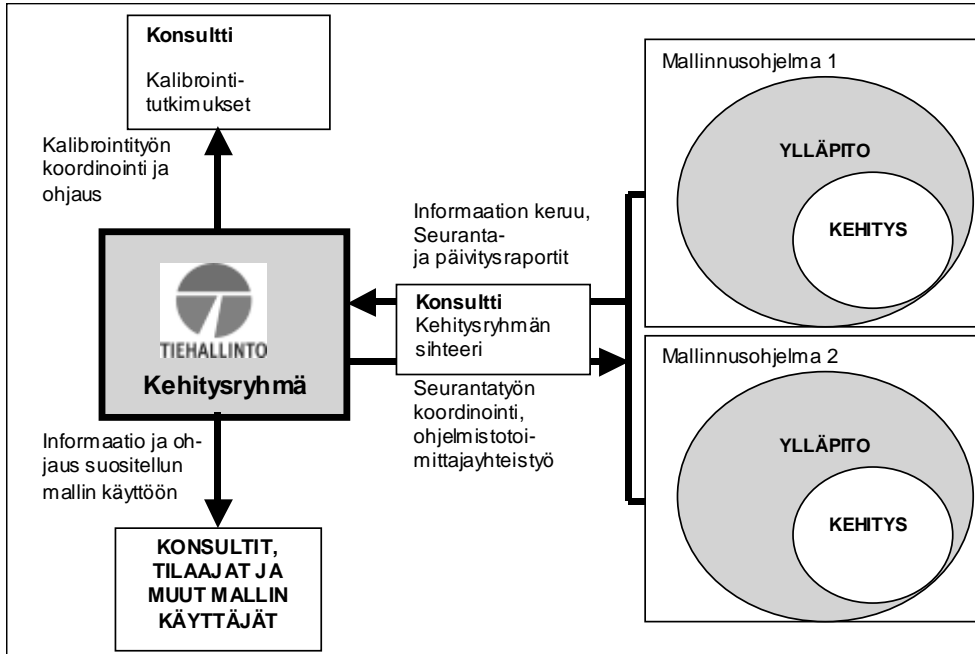 Konsultti
Kalibrointi-
tutkimukset
Kalibrointityön
koordinointi ja
ohjaus
TIEHALLINTO
Kehitysryhmä
Informaatio ja oh-
jaus suositellun
mallin käyttöön
KONSULTIT,
TILAAJAT JA
MUUT MALLIN
KÄYTTÄJÄT
Informaation keruu,
Seuranta-
ja päivitysraportit
Konsultti
Kehitysryhmän
sihteeri
Seurantatyön
koordinointi,
ohjelmistotoi-
mittajayhteistyö
Mallinnusohjelma 1
YLLÄPITO
KEHITYS
Mallinnusohjelma 2
YLLÄPITO
KEHITYS